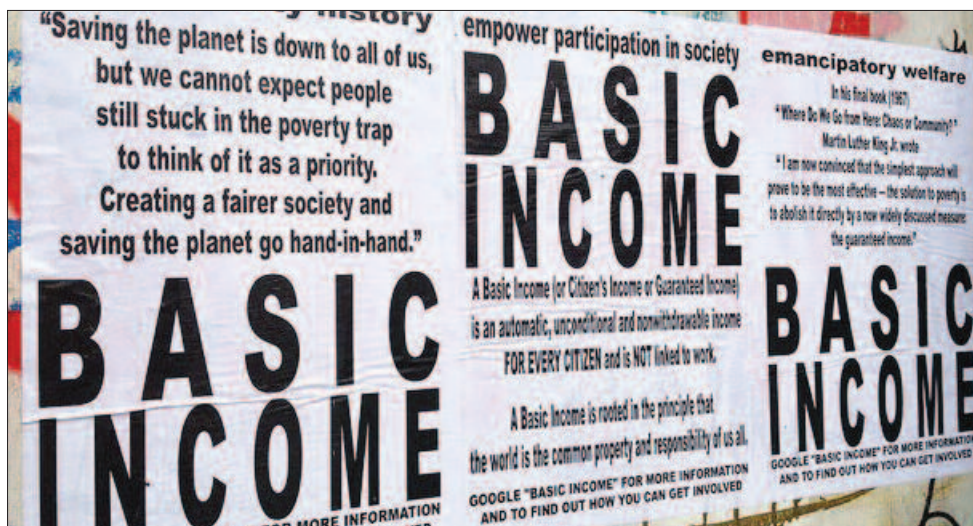 history
“Saving the planet is down to all of us,
but we cannot expect people
still stuck in the poverty trap
to think of it as a priority.
Creating a fairer society and
saving the planet go hand-in-hand.”
BASIC
INCOME
MORE INFORMATION
empower participation in society
BASIC
INCOME
A Basic Income (or Citizen's Income or Guaranteed Income)
is an automatic, unconditional and nonwithdrawable income
FOR EVERY CITIZEN and is NOT linked to work.
A Basic Income is rooted in the principle that
the world is the common property and responsibility of us all.
GOOGLE "BASIC INCOME" FOR MORE INFORMATION
AND TO FIND OUT HOW YOU CAN GET INVOLVED
emancipatory welfare
In his final book (1967)
“Where Do We Go from Here: Chaos or Community?”
Martin Luther King Jr. wrote
“I am now convinced that the simplest approach will
prove to be the most effective — the solution to poverty is
to abolish it directly by a now widely discussed measure:
the guaranteed income.”
BASIC
INCOME
GOOGLE "BASIC INCOME" FOR MORE INFORMATION
AND TO FIND OUT HOW YOU CAN GET INVOLVED